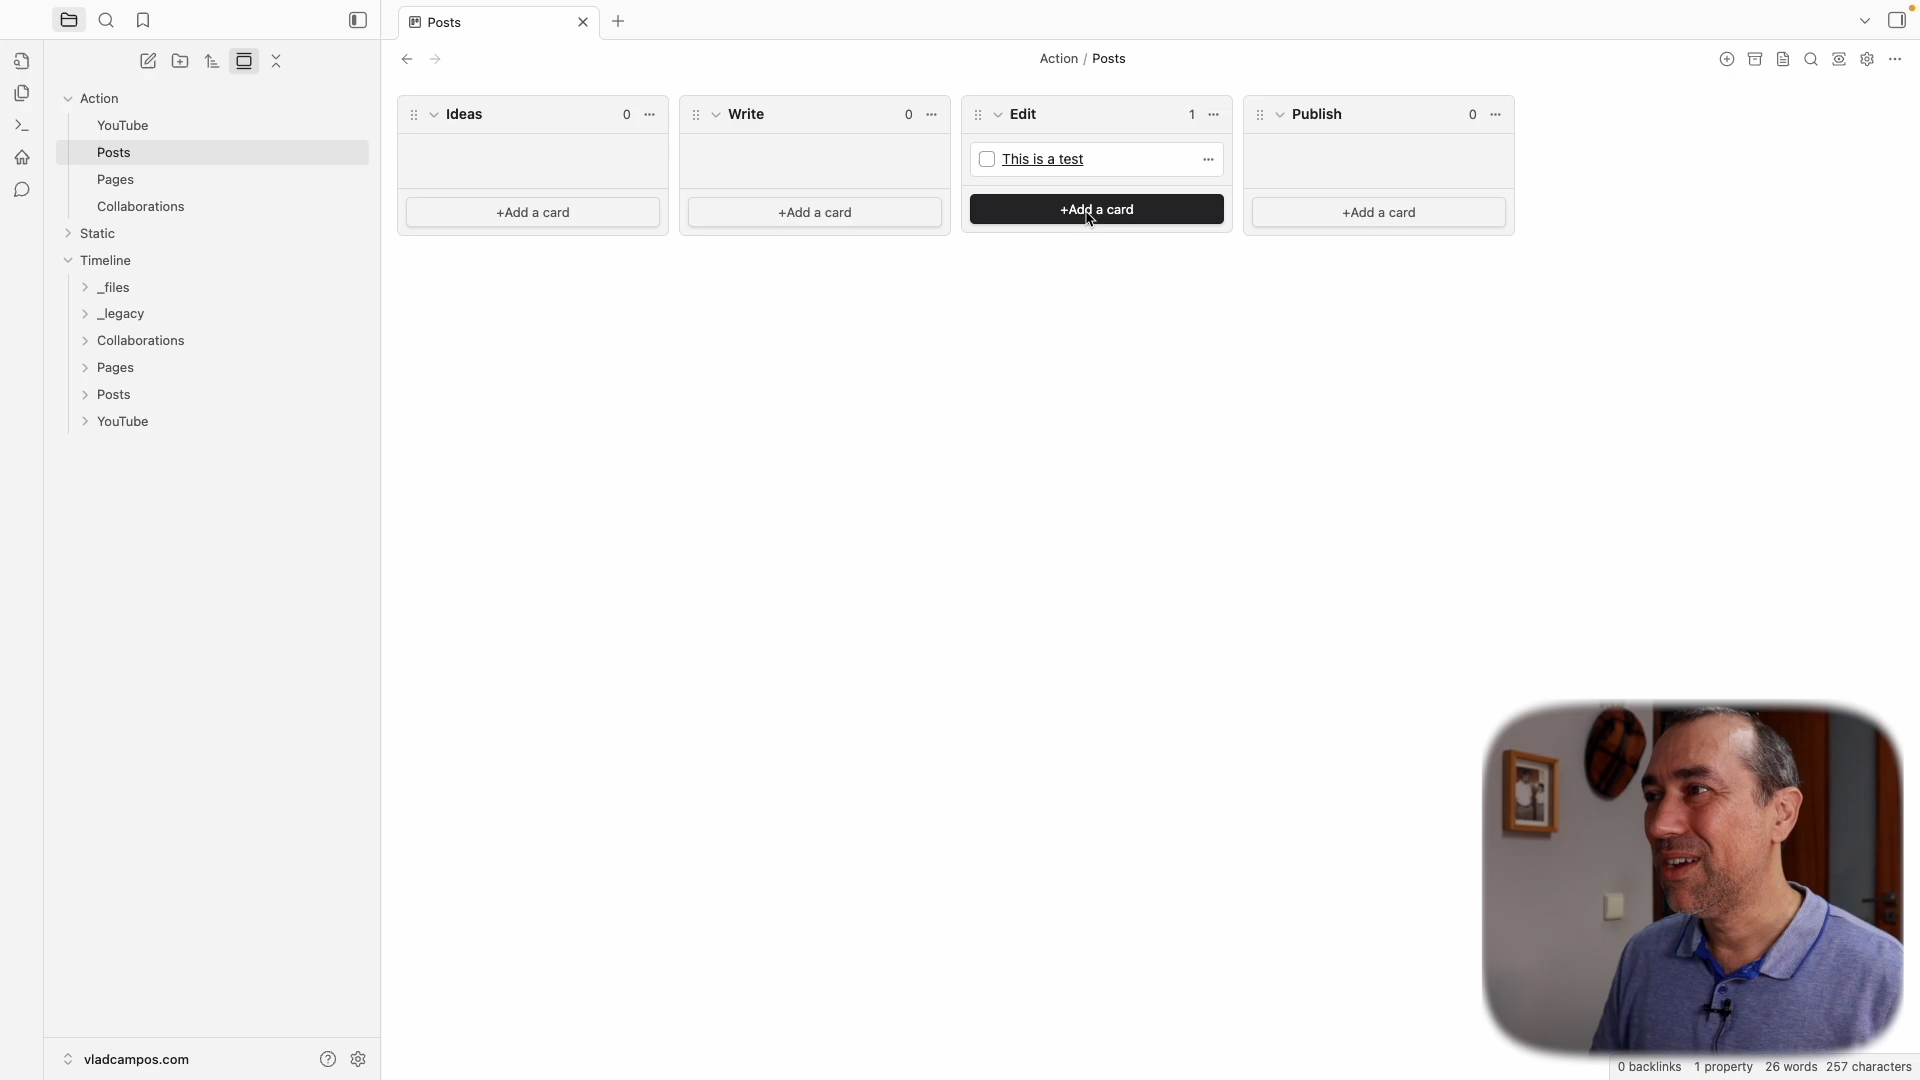 Posts
Action / Posts
Action
YouTube
Posts
Pages
Collaborations
Static
Timeline
_files
_legacy
Collaborations
Pages
Posts
YouTube
Ideas 0
+Add a card
Write 0
+Add a card
Edit 1
This is a test
+Add a card
Publish 0
+Add a card
vladcampos.com
0 backlinks 1 property 26 words 257 characters